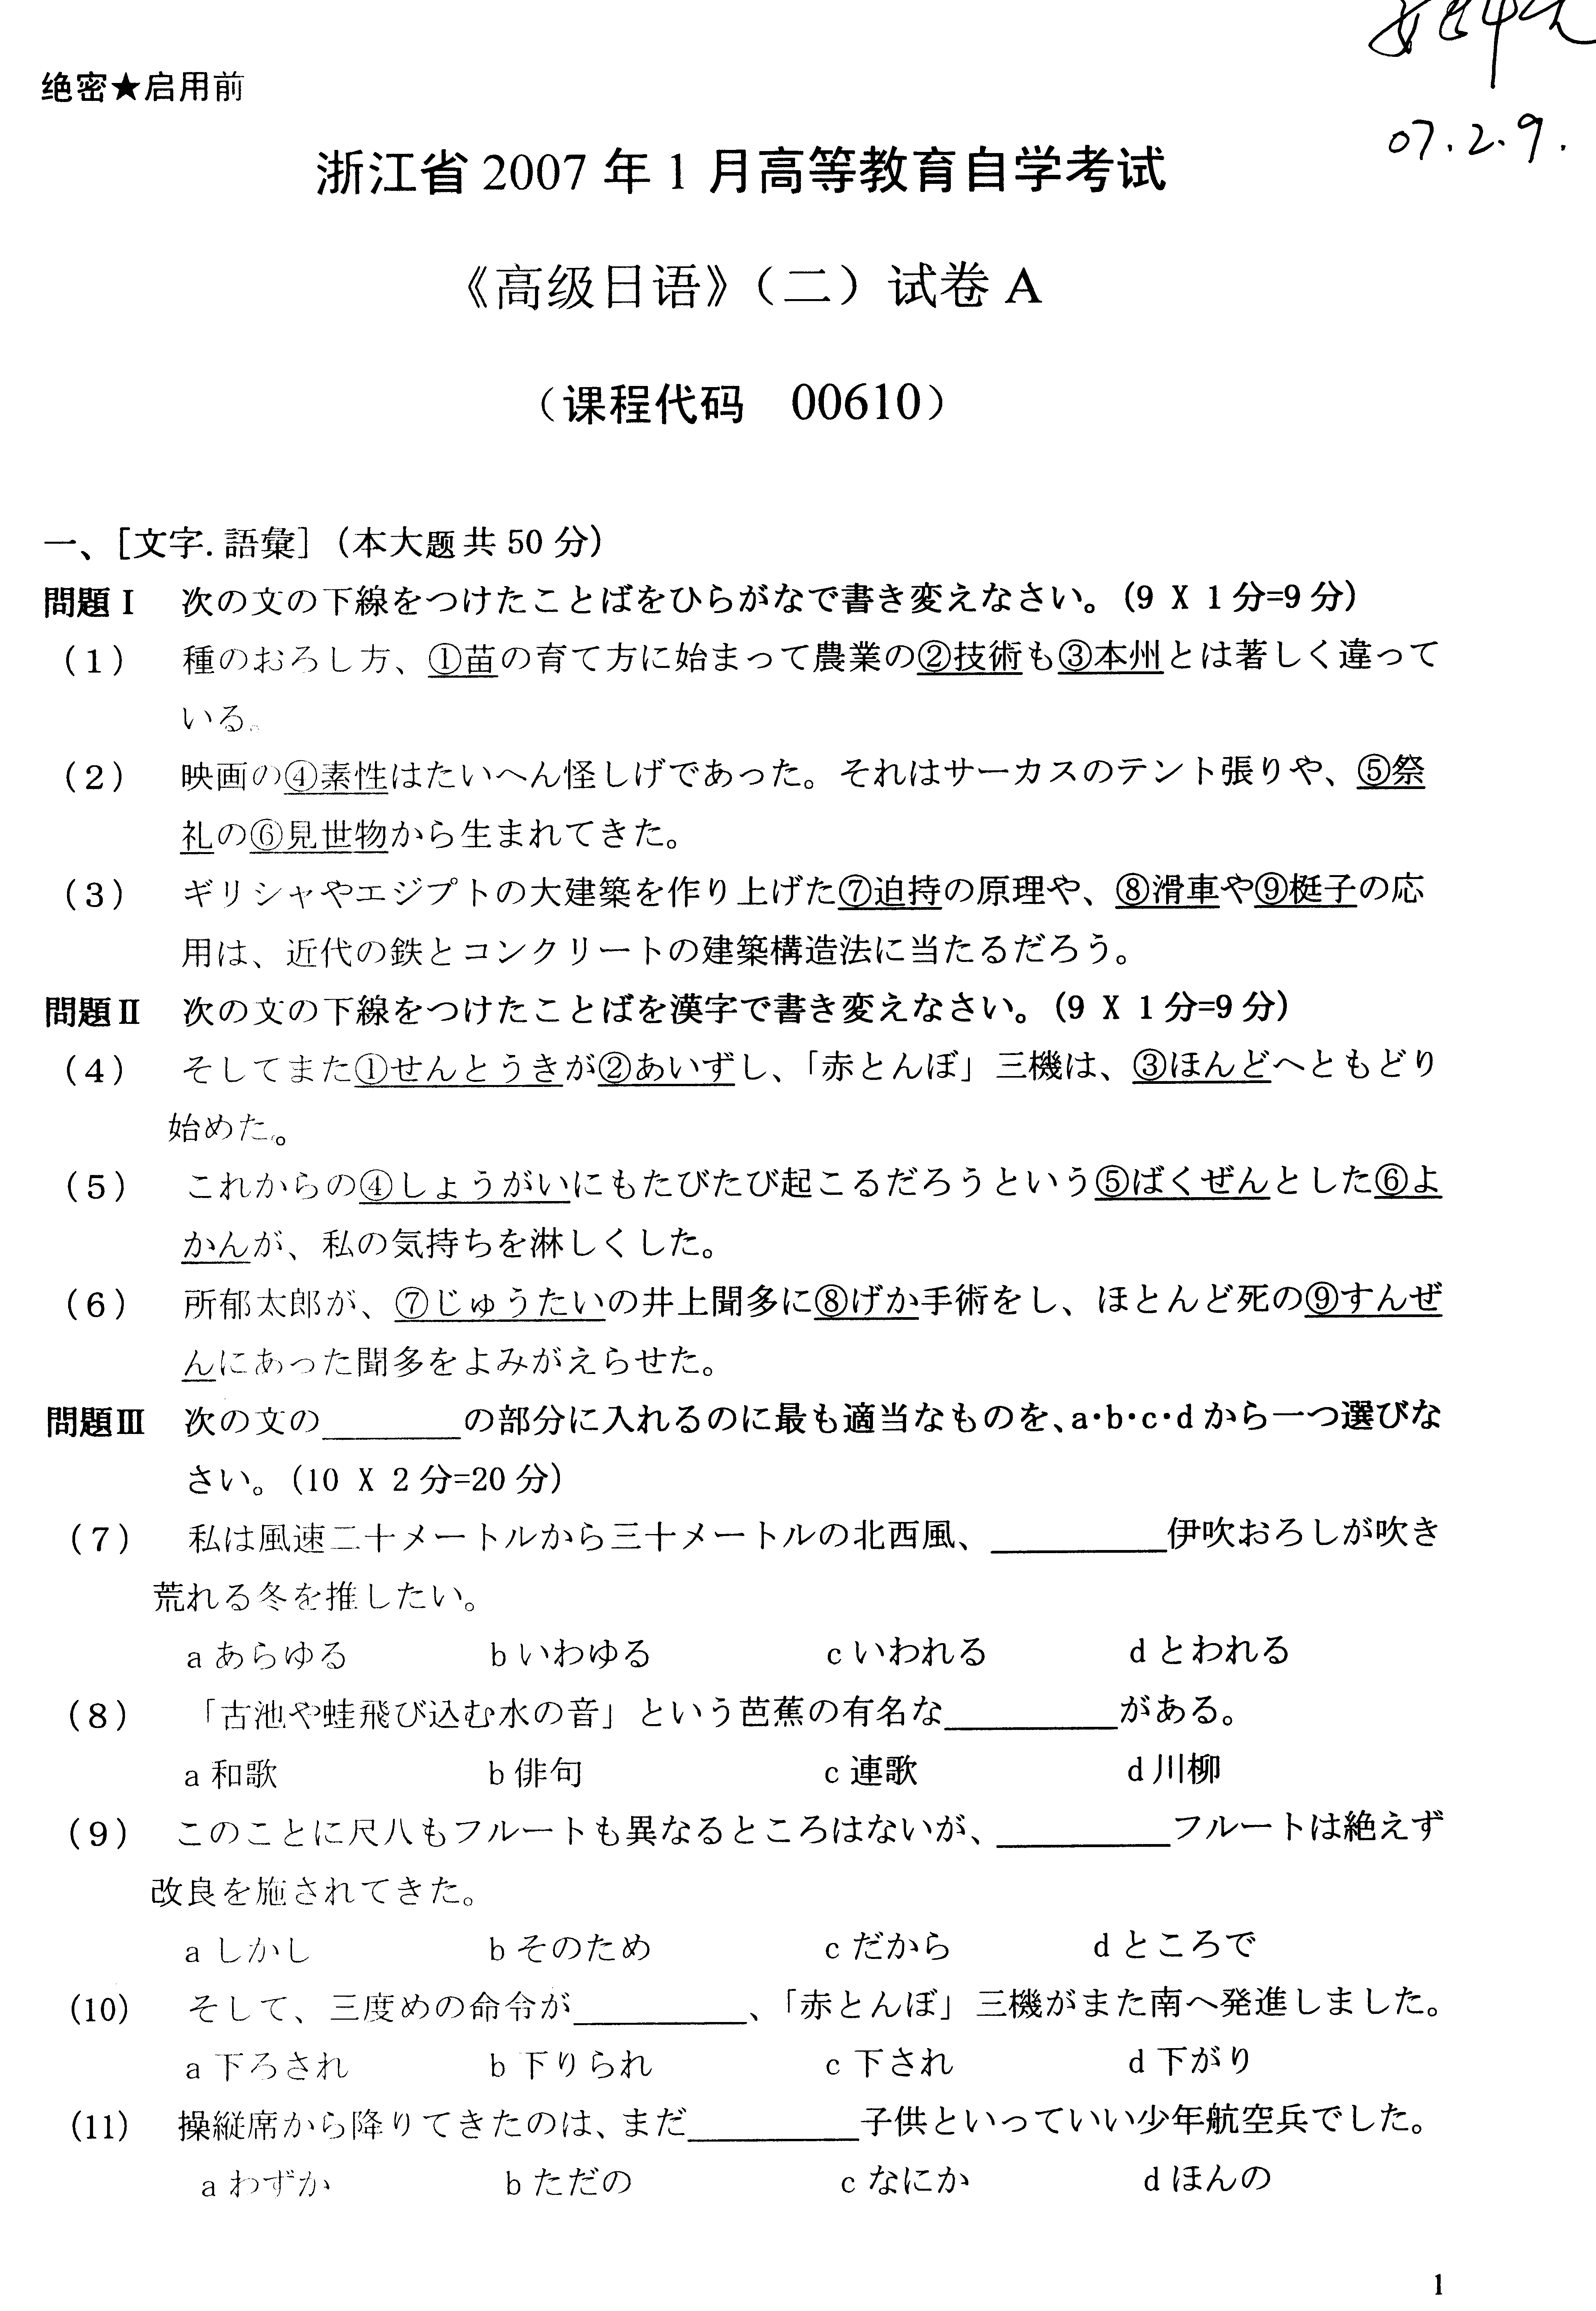 绝密★启用前
07.2.9.
浙江省 2007 年 1 月高等教育自学考试
《高级日语》（二）试卷 A
（课程代码　00610）
一、[文字.語彙]（本大题共 50 分）
問題Ⅰ　次の文の下線をつけたことばをひらがなで書き変えなさい。(9 X 1分=9分)
（1）　種のおろし方、①苗の育て方に始まって農業の②技術も③本州とは著しく違って
いる。
（2）　映画の④素性はたいへん怪しげであった。それはサーカスのテント張りや、⑤祭
礼の⑥見世物から生まれてきた。
（3）　ギリシャやエジプトの大建築を作り上げた⑦迫持の原理や、⑧滑車や⑨梃子の応
用は、近代の鉄とコンクリートの建築構造法に当たるだろう。
問題Ⅱ　次の文の下線をつけたことばを漢字で書き変えなさい。(9 X 1分=9分)
（4）　そしてまた①せんとうきが②あいずし、「赤とんぼ」三機は、③ほんどへともどり
始めた。
（5）　これからの④しょうがいにもたびたび起こるだろうという⑤ばくぜんとした⑥よ
かんが、私の気持ちを淋しくした。
（6）　所郁太郎が、⑦じゅうたいの井上聞多に⑧げか手術をし、ほとんど死の⑨すんぜ
んにあった聞多をよみがえらせた。
問題Ⅲ　次の文の________の部分に入れるのに最も適当なものを、a·b·c·dから一つ選びな
さい。(10 X 2分=20分)
（7）　私は風速二十メートルから三十メートルの北西風、__________伊吹おろしが吹き
荒れる冬を推したい。
a あらゆる　b いわゆる　c いわれる　d とわれる
（8）　「古池や蛙飛び込む水の音」という芭蕉の有名な__________がある。
a 和歌　b 俳句　c 連歌　d 川柳
（9）　このことに尺八もフルートも異なるところはないが、__________フルートは絶えず
改良を施されてきた。
a しかし　b そのため　c だから　d ところで
(10)　そして、三度めの命令が__________、「赤とんぼ」三機がまた南へ発進しました。
a 下ろされ　b 下りられ　c 下され　d 下がり
(11)　操縦席から降りてきたのは、まだ__________子供といっていい少年航空兵でした。
a わずか　b ただの　c なにか　d ほんの
1